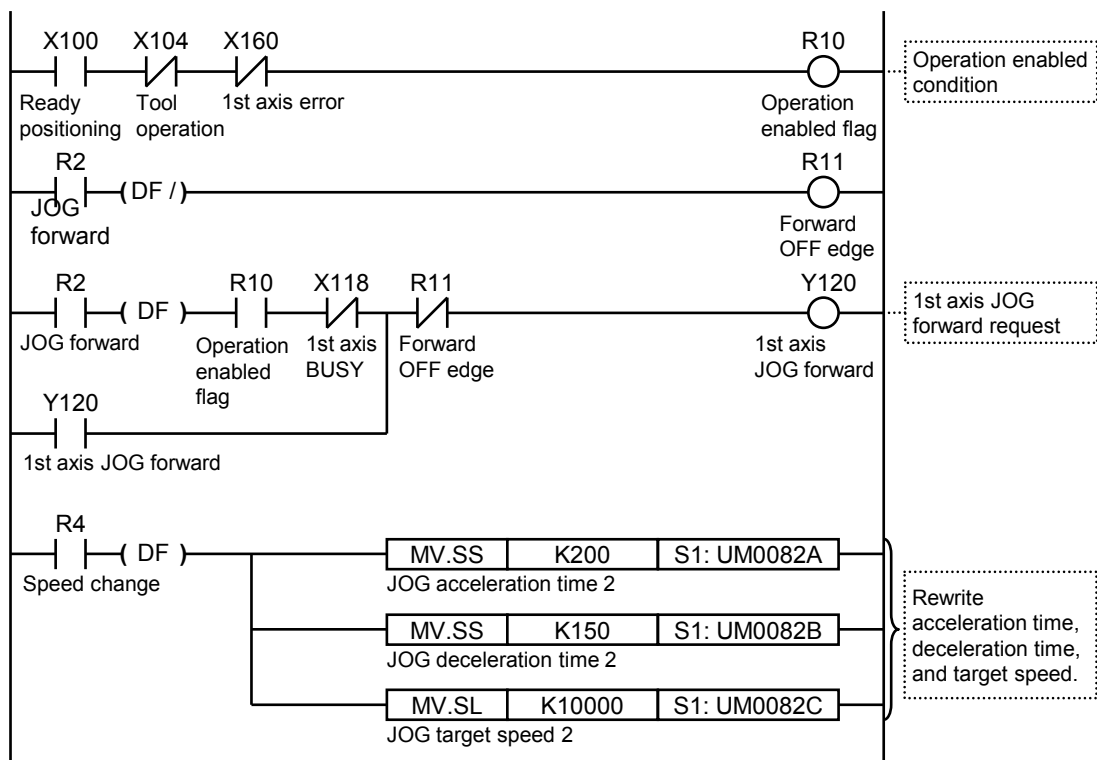 X100 X104 X160 R10
Ready positioning
Tool operation
1st axis error
Operation enabled flag
Operation enabled condition
R2 R11
( DF / )
JOG forward
Forward OFF edge
R2 R10 X118 R11 Y120
( DF )
JOG forward
Operation enabled flag
1st axis BUSY
Forward OFF edge
1st axis JOG forward
1st axis JOG forward request
Y120
1st axis JOG forward
R4
( DF )
Speed change
MV.SS K200 S1: UM0082A
JOG acceleration time 2
MV.SS K150 S1: UM0082B
JOG deceleration time 2
MV.SL K10000 S1: UM0082C
JOG target speed 2
Rewrite
acceleration time,
deceleration time,
and target speed.